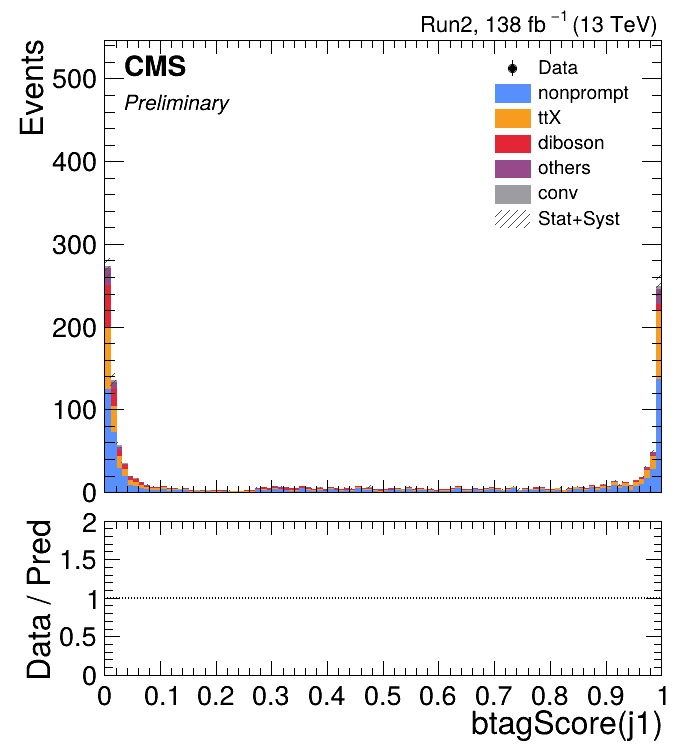 Run2, 138 fb⁻¹ (13 TeV)
Events
CMS
Preliminary
Data
nonprompt
ttX
diboson
others
conv
Stat+Syst
500
400
300
200
100
0
Data / Pred
2
1.5
1
0.5
0
0 0.1 0.2 0.3 0.4 0.5 0.6 0.7 0.8 0.9 1
btagScore(j1)